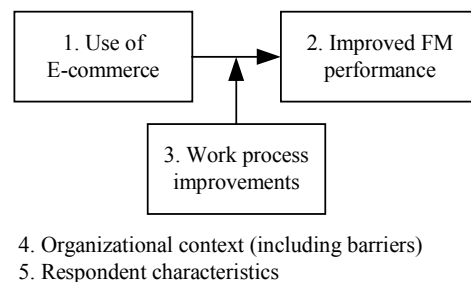 1. Use of
E-commerce
2. Improved FM
performance
3. Work process
improvements
4. Organizational context (including barriers)
5. Respondent characteristics